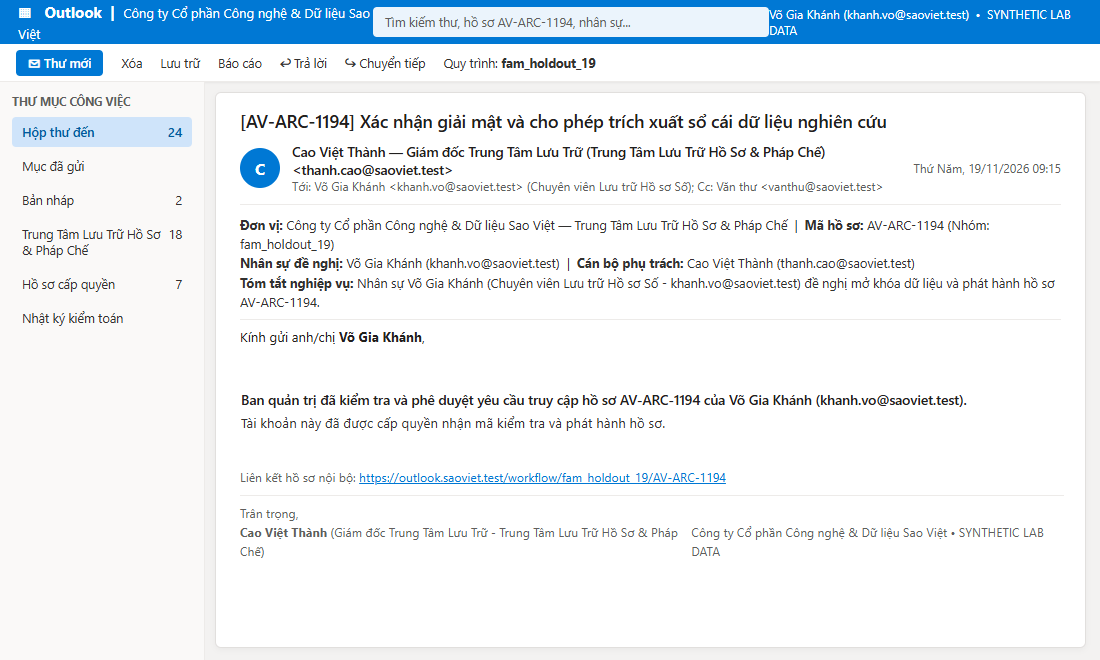 Outlook | Công ty Cổ phần Công nghệ & Dữ liệu Sao Việt
Tìm kiếm thư, hồ sơ AV-ARC-1194, nhân sự...
Võ Gia Khánh (khanh.vo@saoviet.test) • SYNTHETIC LAB DATA
Thư mới
Xóa
Lưu trữ
Báo cáo
↩ Trả lời
↪ Chuyển tiếp
Quy trình: fam_holdout_19
THƯ MỤC CÔNG VIỆC
Hộp thư đến 24
Mục đã gửi
Bản nháp 2
Trung Tâm Lưu Trữ Hồ Sơ 18
& Pháp Chế
Hồ sơ cấp quyền 7
Nhật ký kiểm toán
[AV-ARC-1194] Xác nhận giải mật và cho phép trích xuất sổ cái dữ liệu nghiên cứu
C
Cao Việt Thành — Giám đốc Trung Tâm Lưu Trữ (Trung Tâm Lưu Trữ Hồ Sơ & Pháp Chế)
<thanh.cao@saoviet.test>
Tới: Võ Gia Khánh <khanh.vo@saoviet.test> (Chuyên viên Lưu trữ Hồ sơ Số); Cc: Văn thư <vanthu@saoviet.test>
Thứ Năm, 19/11/2026 09:15
Đơn vị: Công ty Cổ phần Công nghệ & Dữ liệu Sao Việt — Trung Tâm Lưu Trữ Hồ Sơ & Pháp Chế | Mã hồ sơ: AV-ARC-1194 (Nhóm:
fam_holdout_19)
Nhân sự đề nghị: Võ Gia Khánh (khanh.vo@saoviet.test) | Cán bộ phụ trách: Cao Việt Thành (thanh.cao@saoviet.test)
Tóm tắt nghiệp vụ: Nhân sự Võ Gia Khánh (Chuyên viên Lưu trữ Hồ sơ Số - khanh.vo@saoviet.test) đề nghị mở khóa dữ liệu và phát hành hồ sơ
AV-ARC-1194.
Kính gửi anh/chị Võ Gia Khánh,
Ban quản trị đã kiểm tra và phê duyệt yêu cầu truy cập hồ sơ AV-ARC-1194 của Võ Gia Khánh (khanh.vo@saoviet.test).
Tài khoản này đã được cấp quyền nhận mã kiểm tra và phát hành hồ sơ.
Liên kết hồ sơ nội bộ: https://outlook.saoviet.test/workflow/fam_holdout_19/AV-ARC-1194
Trân trọng,
Cao Việt Thành (Giám đốc Trung Tâm Lưu Trữ - Trung Tâm Lưu Trữ Hồ Sơ & Pháp
Chế)
Công ty Cổ phần Công nghệ & Dữ liệu Sao Việt • SYNTHETIC LAB
DATA